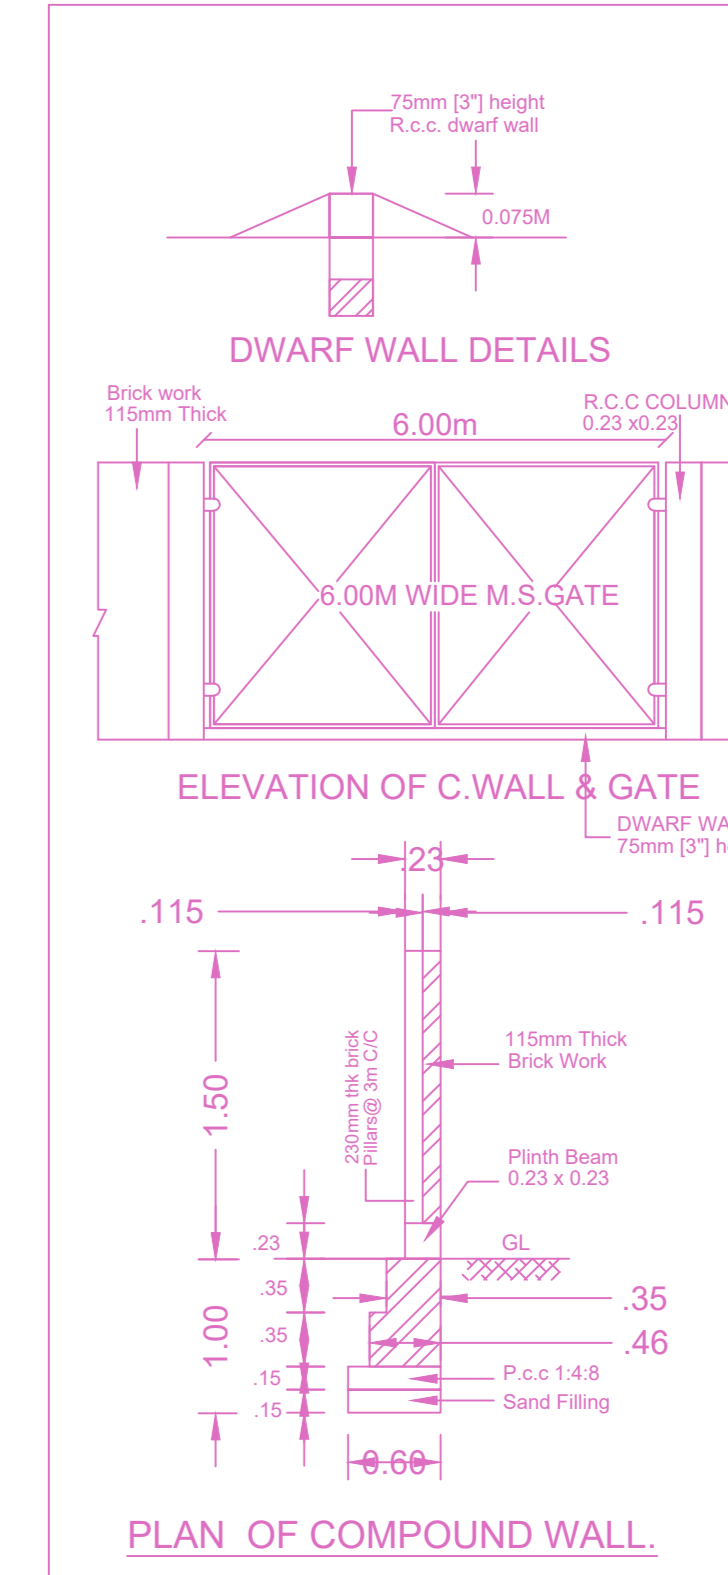 75mm [3"] height
R.c.c. dwarf wall
0.075M
DWARF WALL DETAILS
Brick work
115mm Thick
6.00m
R.C.C COLUMN
0.23 x0.23
6.00M WIDE M.S.GATE
ELEVATION OF C.WALL & GATE
DWARF WA
75mm [3"] h
.23
.115
.115
1.50
230mm thk brick
Pillars@ 3m C/C
115mm Thick
Brick Work
Plinth Beam
0.23 x 0.23
.23
GL
.35
.35
1.00
.35
.46
.15
P.c.c 1:4:8
.15
Sand Filling
0.60
PLAN OF COMPOUND WALL.